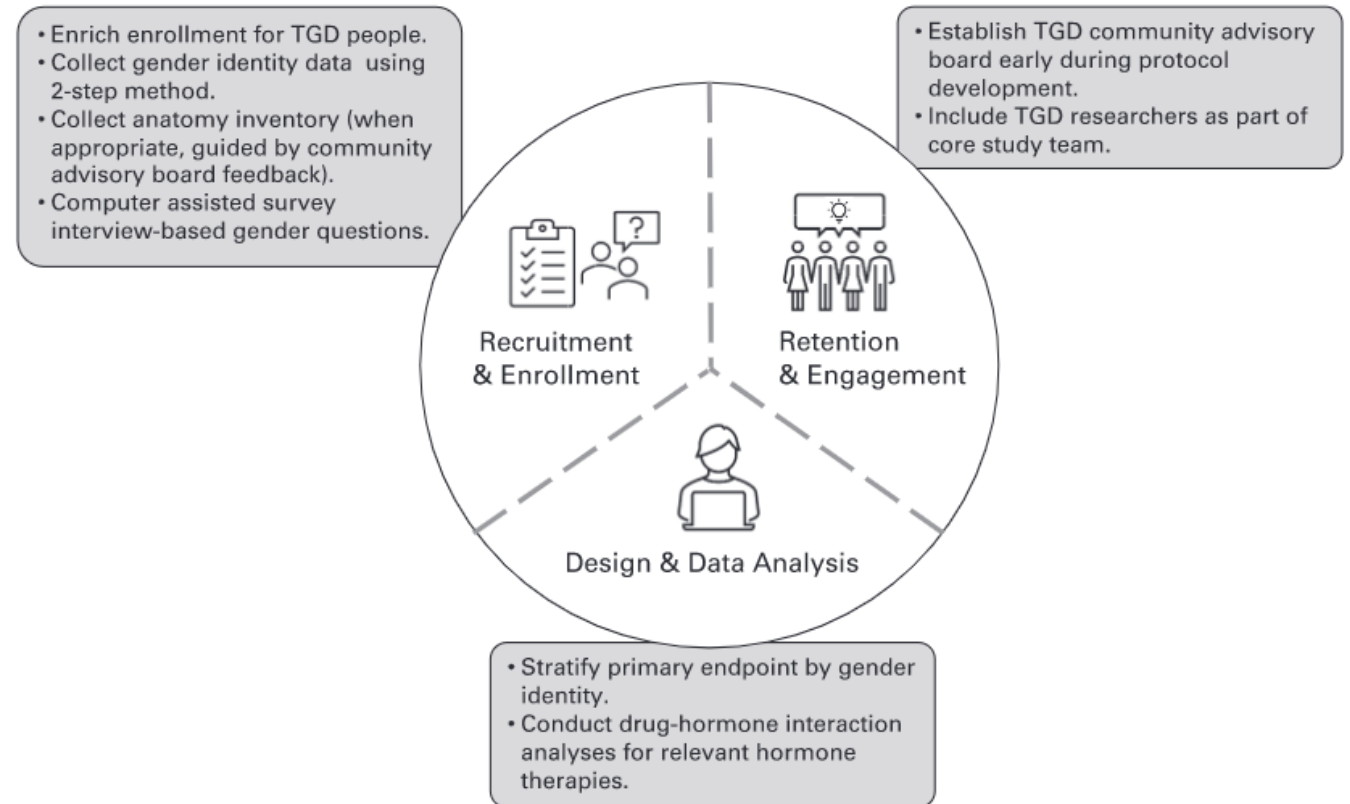 • Enrich enrollment for TGD people.
• Collect gender identity data using
2-step method.
• Collect anatomy inventory (when
appropriate, guided by community
advisory board feedback).
• Computer assisted survey
interview-based gender questions.
• Establish TGD community advisory
board early during protocol
development.
• Include TGD researchers as part of
core study team.
?
Recruitment
& Enrollment
Retention
& Engagement
Design & Data Analysis
• Stratify primary endpoint by gender
identity.
• Conduct drug-hormone interaction
analyses for relevant hormone
therapies.